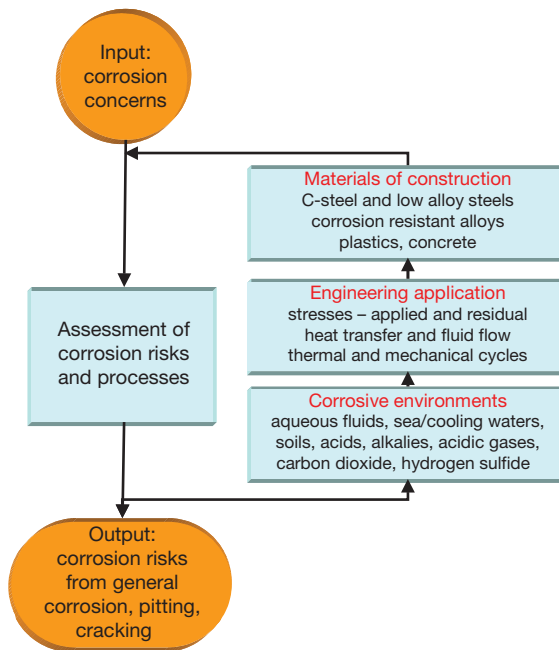 Input:
corrosion
concerns
Materials of construction
C-steel and low alloy steels
corrosion resistant alloys
plastics, concrete
Engineering application
stresses – applied and residual
heat transfer and fluid flow
thermal and mechanical cycles
Assessment of
corrosion risks
and processes
Corrosive environments
aqueous fluids, sea/cooling waters,
soils, acids, alkalies, acidic gases,
carbon dioxide, hydrogen sulfide
Output:
corrosion risks
from general
corrosion, pitting,
cracking